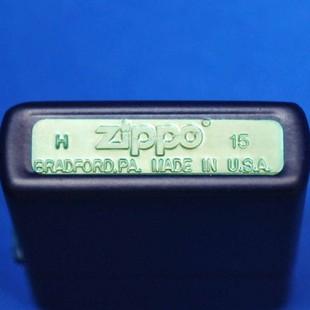 H zippo® 15
BRADFORD,PA. MADE IN U.S.A.